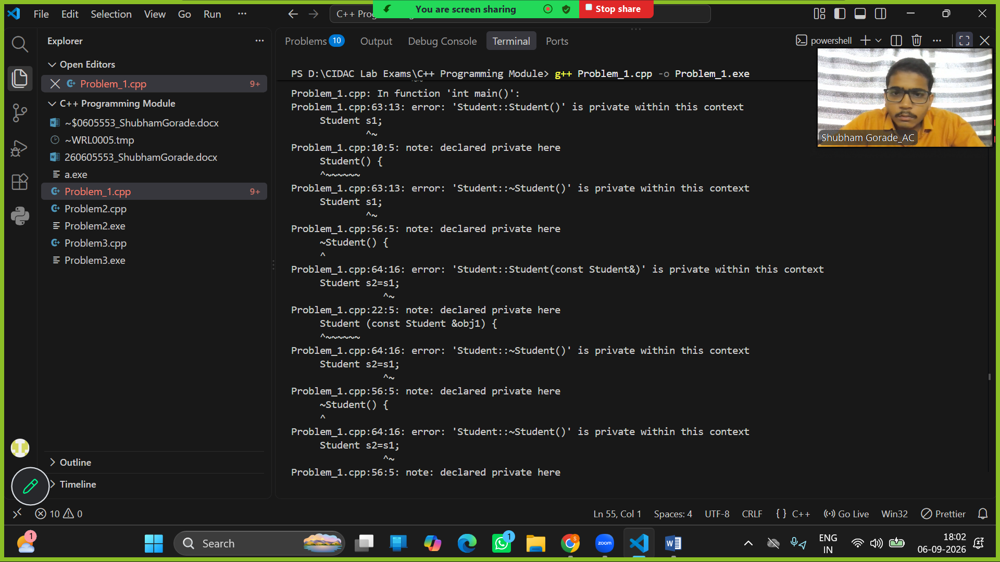 File Edit Selection View Go Run ···
C++ Prog
You are screen sharing
Stop share
Explorer
Open Editors
Problem_1.cpp 9+
C++ Programming Module
~$0605553_ShubhamGorade.docx
~WRL0005.tmp
260605553_ShubhamGorade.docx
a.exe
Problem_1.cpp 9+
Problem2.cpp
Problem2.exe
Problem3.cpp
Problem3.exe
Outline
Timeline
Problems 10 Output Debug Console Terminal Ports
powershell
PS D:\CIDAC Lab Exams\C++ Programming Module> g++ Problem_1.cpp -o Problem_1.exe
Problem_1.cpp: In function 'int main()':
Problem_1.cpp:63:13: error: 'Student::Student()' is private within this context
Student s1;
^~
Problem_1.cpp:10:5: note: declared private here
Student() {
^~~~~~~
Problem_1.cpp:63:13: error: 'Student::~Student()' is private within this context
Student s1;
^~
Problem_1.cpp:56:5: note: declared private here
~Student() {
^
Problem_1.cpp:64:16: error: 'Student::Student(const Student&)' is private within this context
Student s2=s1;
^~
Problem_1.cpp:22:5: note: declared private here
Student (const Student &obj1) {
^~~~~~~
Problem_1.cpp:64:16: error: 'Student::~Student()' is private within this context
Student s2=s1;
^~
Problem_1.cpp:56:5: note: declared private here
~Student() {
^
Problem_1.cpp:64:16: error: 'Student::~Student()' is private within this context
Student s2=s1;
^~
Problem_1.cpp:56:5: note: declared private here
Shubham Gorade_AC
10 0
Ln 55, Col 1 Spaces: 4 UTF-8 CRLF { } C++ Go Live Win32 Prettier
1
Search
1
S
zoom
W
ENG
IN
18:02
06-09-2026